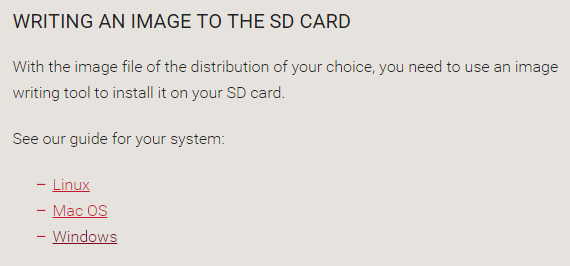 WRITING AN IMAGE TO THE SD CARD
With the image file of the distribution of your choice, you need to use an image
writing tool to install it on your SD card.
See our guide for your system:
– Linux
– Mac OS
– Windows